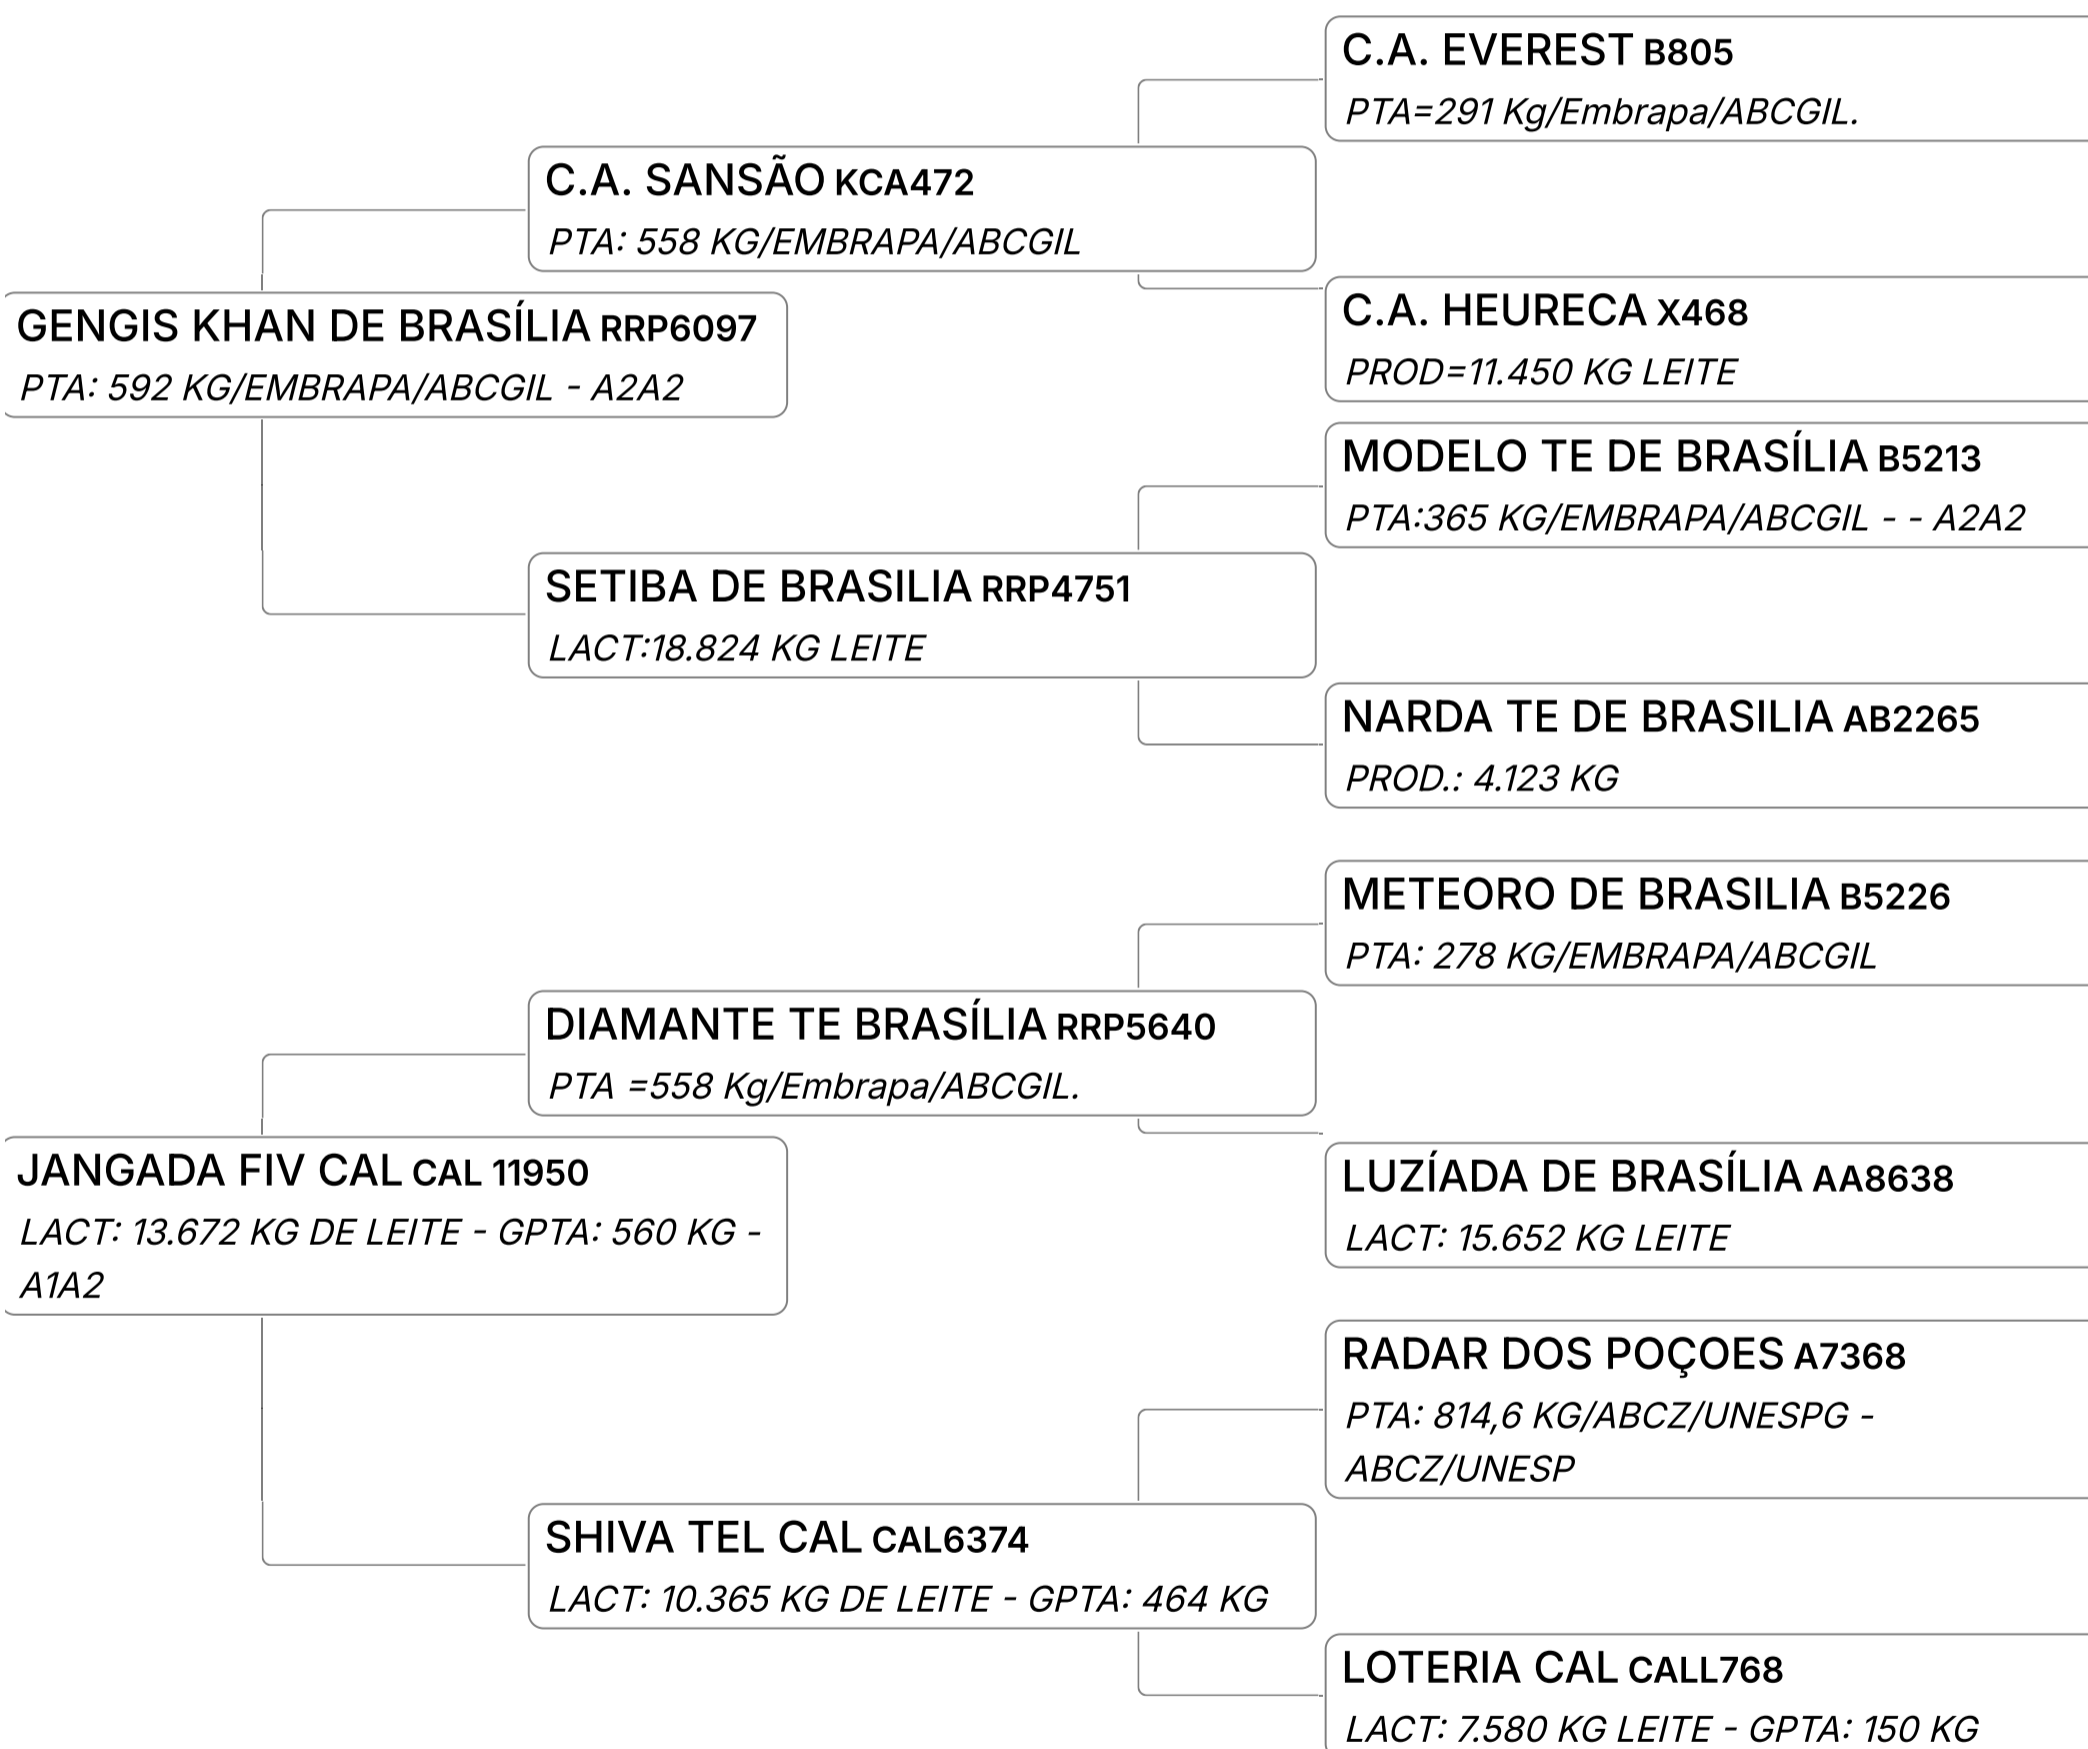 C.A. EVEREST B805
PTA=291 Kg/Embrapa/ABCGIL.
C.A. SANSÃO KCA472
PTA: 558 KG/EMBRAPA/ABCGIL
C.A. HEURECA X468
PROD=11.450 KG LEITE
GENGIS KHAN DE BRASÍLIA RRP6097
PTA: 592 KG/EMBRAPA/ABCGIL - A2A2
MODELO TE DE BRASÍLIA B5213
PTA:365 KG/EMBRAPA/ABCGIL - - A2A2
SETIBA DE BRASILIA RRP4751
LACT:18.824 KG LEITE
NARDA TE DE BRASILIA AB2265
PROD.: 4.123 KG
METEORO DE BRASILIA B5226
PTA: 278 KG/EMBRAPA/ABCGIL
DIAMANTE TE BRASÍLIA RRP5640
PTA =558 Kg/Embrapa/ABCGIL.
LUZÍADA DE BRASÍLIA AA8638
LACT: 15.652 KG LEITE
JANGADA FIV CAL CAL 11950
LACT: 13.672 KG DE LEITE - GPTA: 560 KG -
A1A2
RADAR DOS POÇOES A7368
PTA: 814,6 KG/ABCZ/UNESPG -
ABCZ/UNESP
SHIVA TEL CAL CAL6374
LACT: 10.365 KG DE LEITE - GPTA: 464 KG
LOTERIA CAL CALL768
LACT: 7.580 KG LEITE - GPTA: 150 KG